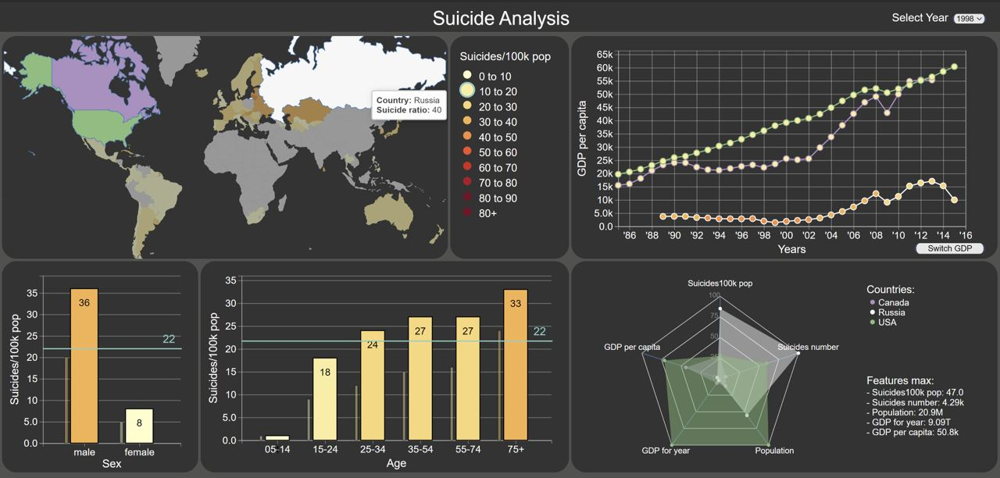 Suicide Analysis
Select Year 1998
Country: Russia
Suicide ratio: 40
Suicides/100k pop
0 to 10
10 to 20
20 to 30
30 to 40
40 to 50
50 to 60
60 to 70
70 to 80
80 to 90
80+
GDP per capita
65k
60k
55k
50k
45k
40k
35k
30k
25k
20k
15k
10k
5.0k
0.0
'86 '88 '90 '92 '94 '96 '98 '00 '02 '04 '06 '08 '10 '12 '14 '16
Years
Switch GDP
Suicides/100k pop
35
30
25
20
15
10
5.0
0.0
36
22
8
male female
Sex
Suicides/100k pop
35
30
25
20
15
10
5.0
0.0
18
24
27
27
33
22
05-14 15-24 25-34 35-54 55-74 75+
Age
Suicides100k pop
100
75
50
25
GDP per capita
Suicides number
GDP for year
Population
Countries:
Canada
Russia
USA
Features max:
- Suicides100k pop: 47.0
- Suicides number: 4.29k
- Population: 20.9M
- GDP for year: 9.09T
- GDP per capita: 50.8k